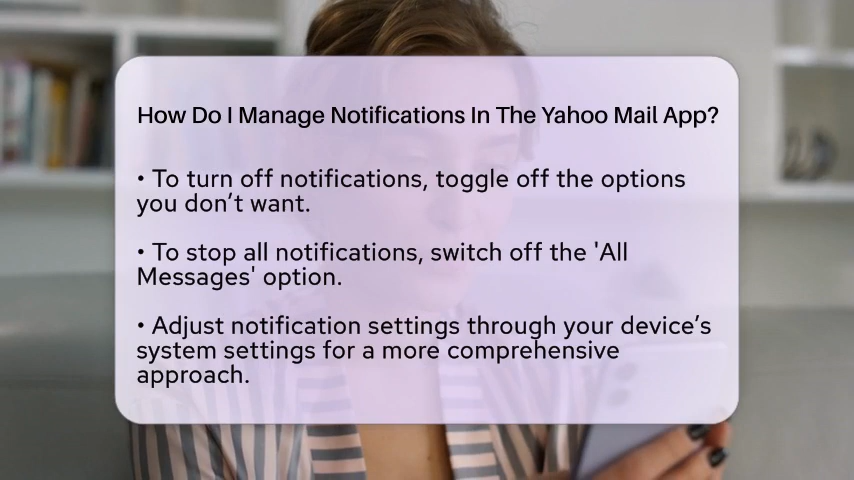 How Do I Manage Notifications In The Yahoo Mail App?
• To turn off notifications, toggle off the options
you don’t want.
• To stop all notifications, switch off the 'All
Messages' option.
• Adjust notification settings through your device’s
system settings for a more comprehensive
approach.